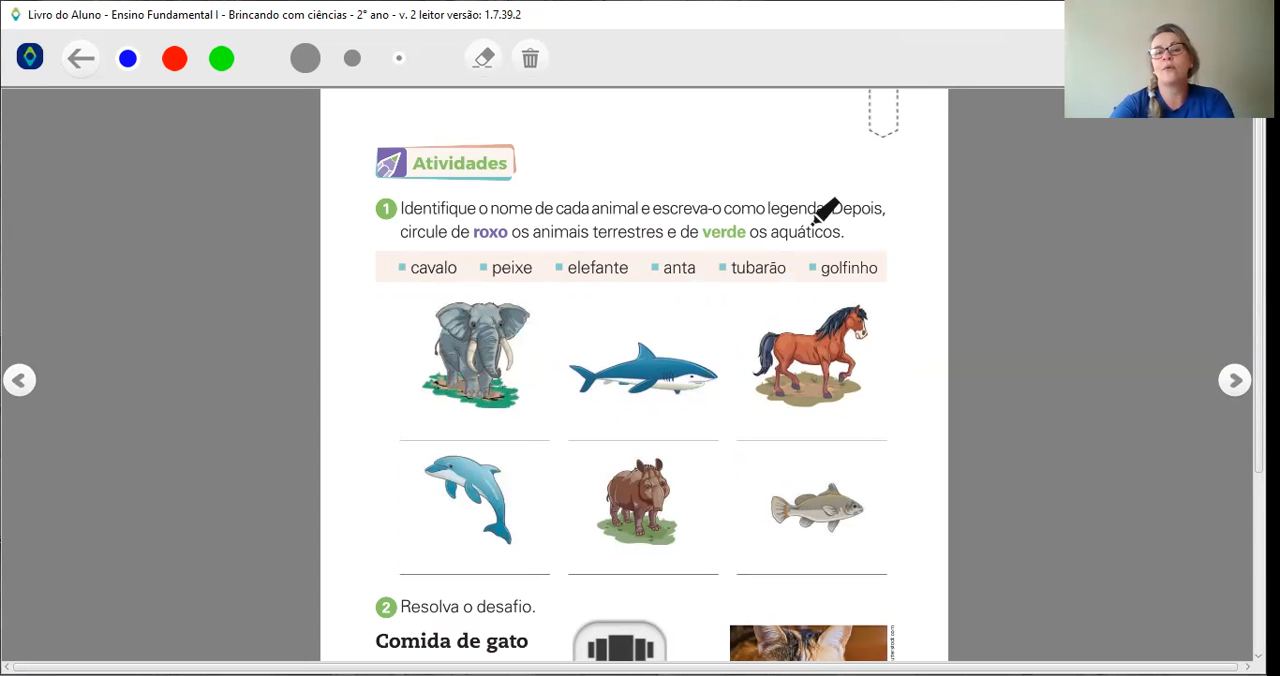 Livro do Aluno - Ensino Fundamental I - Brincando com ciências - 2° ano - v. 2 leitor versão: 1.7.39.2
Atividades
1 Identifique o nome de cada animal e escreva-o como legenda. Depois,
circule de roxo os animais terrestres e de verde os aquáticos.
cavalo peixe elefante anta tubarão golfinho
2 Resolva o desafio.
Comida de gato